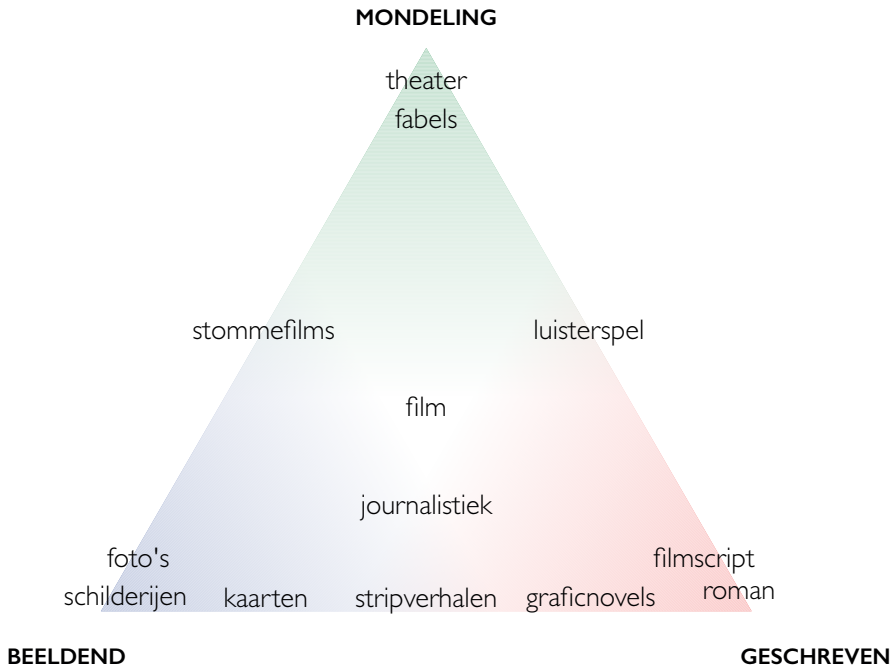 MONDELING
theater
fabels
stommefilms
luisterspel
film
journalistiek
foto's
filmscript
schilderijen
kaarten
stripverhalen
graficnovels
roman
BEELDEND
GESCHREVEN